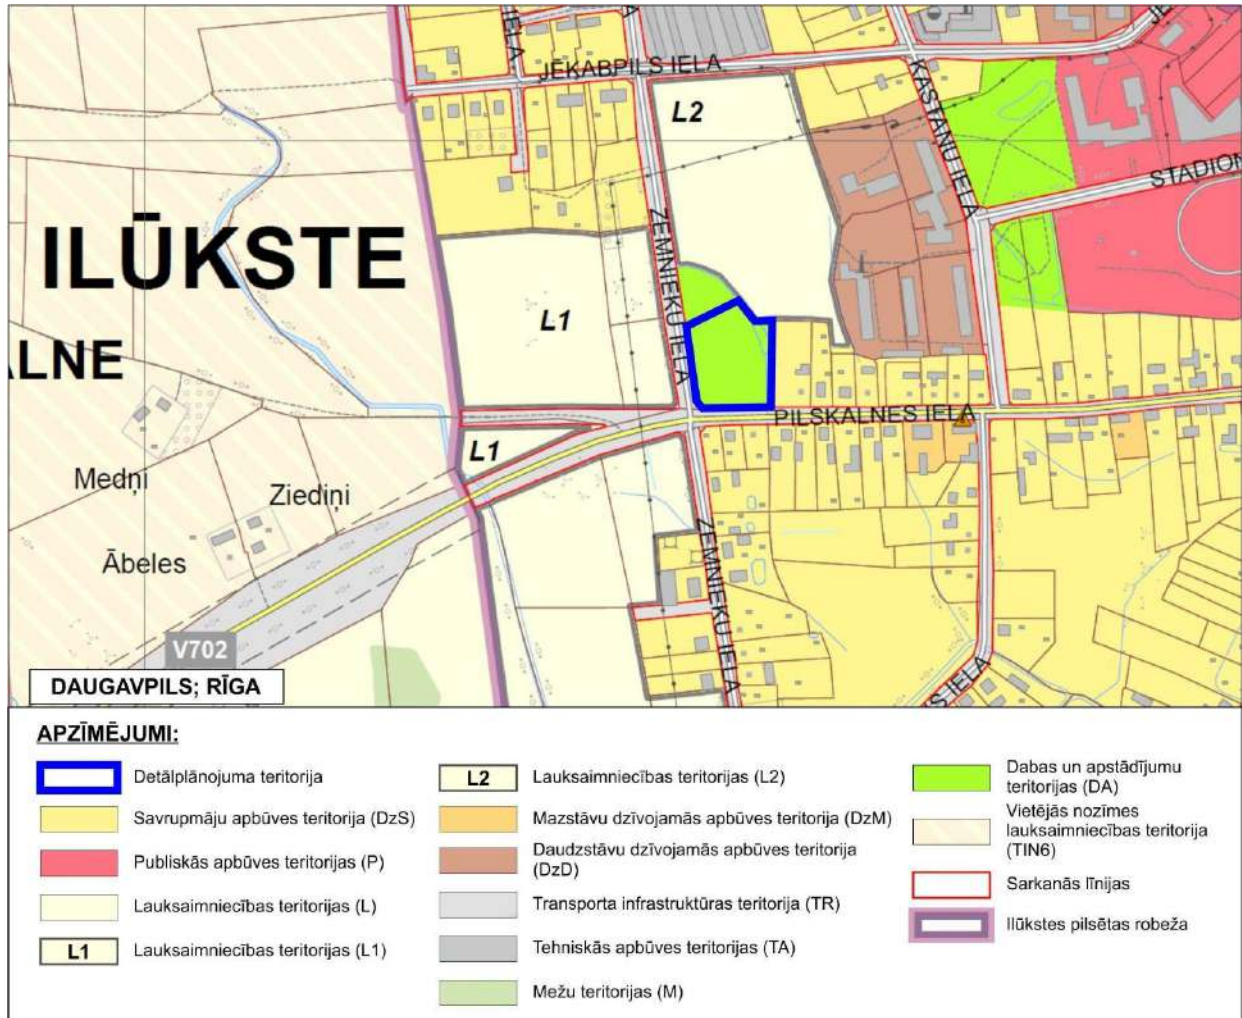 IELA
JĒKABPILS IELA
L2
KASTAŅU IELA
STADION
ILŪKSTE
ZEMNIEKU IELA
L1
ALNE
PILSKALNES IELA
L1
Medņi
Ziediņi
Ābeles
ZEMNIEKU IELA
V702
S IELA
DAUGAVPILS; RĪGA
APZĪMĒJUMI:
Detālplānojuma teritorija
Savrupmāju apbūves teritorija (DzS)
Publiskās apbūves teritorijas (P)
Lauksaimniecības teritorijas (L)
L1 Lauksaimniecības teritorijas (L1)
L2 Lauksaimniecības teritorijas (L2)
Mazstāvu dzīvojamās apbūves teritorija (DzM)
Daudzstāvu dzīvojamās apbūves teritorija
(DzD)
Transporta infrastruktūras teritorija (TR)
Tehniskās apbūves teritorijas (TA)
Mežu teritorijas (M)
Dabas un apstādījumu
teritorijas (DA)
Vietējās nozīmes
lauksaimniecības teritorija
(TIN6)
Sarkanās līnijas
Ilūkstes pilsētas robeža